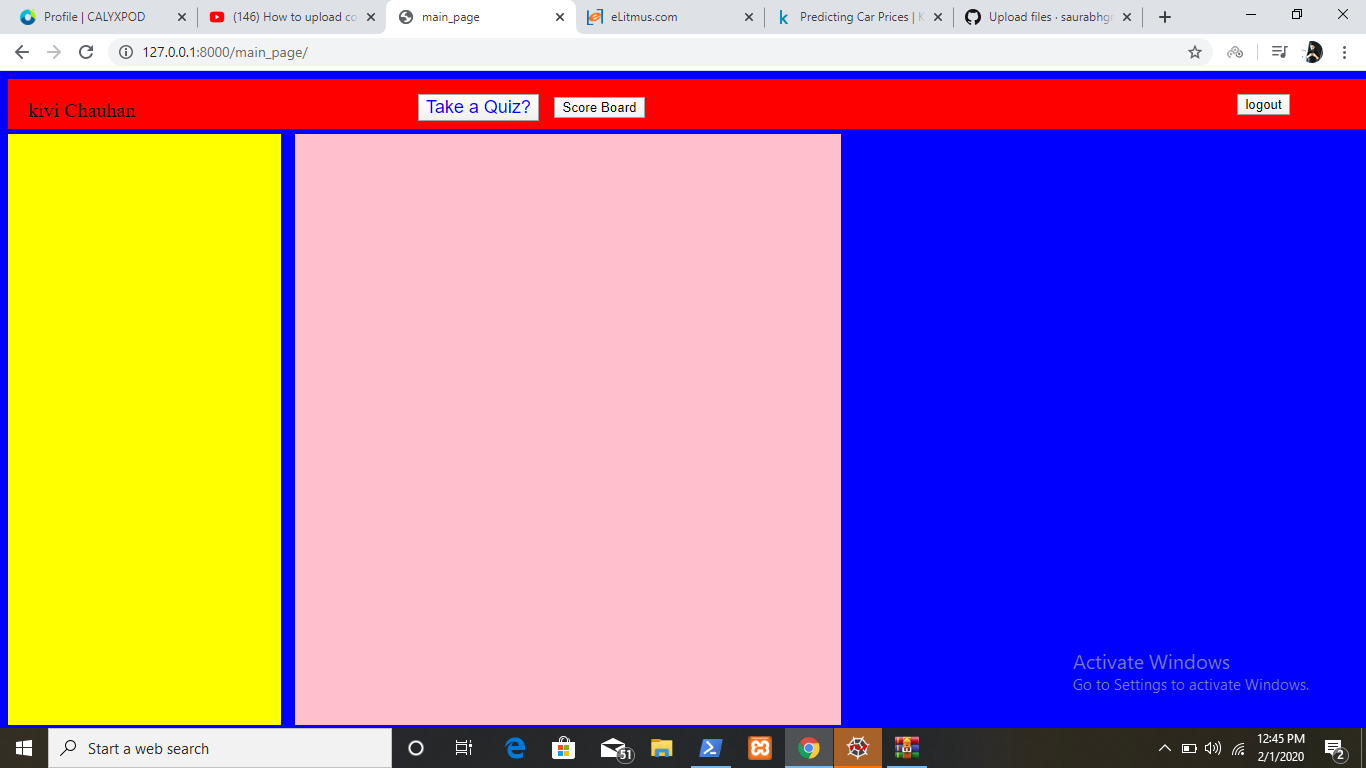 Profile | CALYXPOD
(146) How to upload co
main_page
eLitmus.com
Predicting Car Prices | K
Upload files · saurabhgr
127.0.0.1:8000/main_page/
kivi Chauhan
Take a Quiz?
Score Board
logout
Activate Windows
Go to Settings to activate Windows.
Start a web search
51
12:45 PM
2/1/2020
2